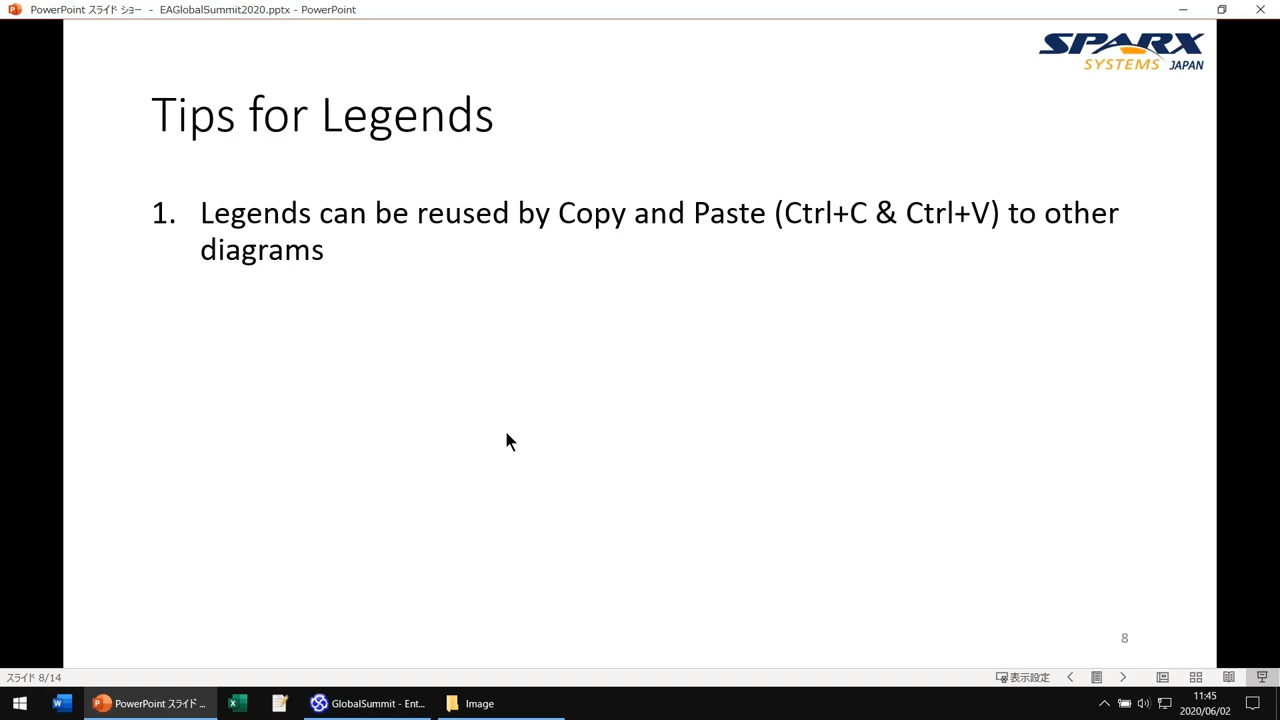 PowerPoint スライド ショー - EAGlobalSummit2020.pptx - PowerPoint
SPARX
SYSTEMS JAPAN
Tips for Legends
1. Legends can be reused by Copy and Paste (Ctrl+C & Ctrl+V) to other
diagrams
8
スライド 8/14
表示設定
PowerPoint スライド ...
GlobalSummit - Ent...
Image
11:45
2020/06/02